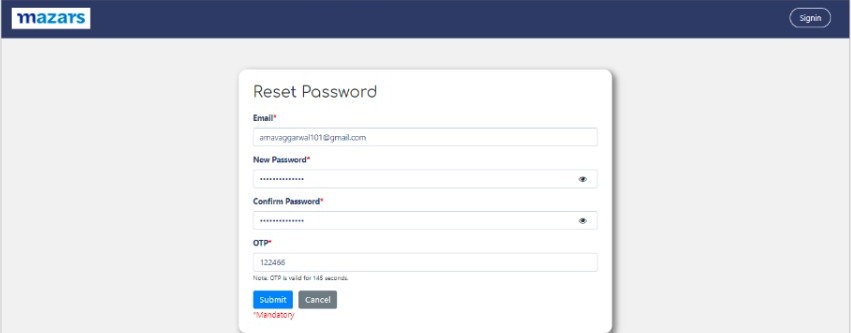 mazars
Signin
Reset Password
Email*
arnavaggarwal101@gmail.com
New Password*
••••••••••••••
Confirm Password*
••••••••••••••
OTP*
122466
Note: OTP is valid for 145 seconds.
Submit Cancel
*Mandatory